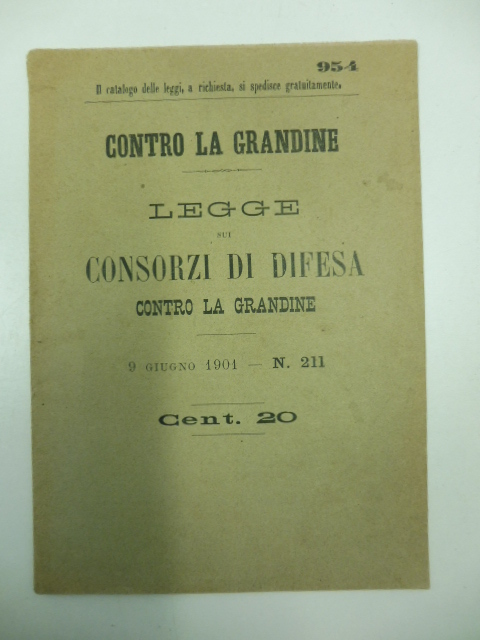 954
Il catalogo delle leggi, a richiesta, si spedisce gratuitamente.
CONTRO LA GRANDINE
LEGGE
SUI
CONSORZI DI DIFESA
CONTRO LA GRANDINE
9 GIUGNO 1901 — N. 211
Cent. 20